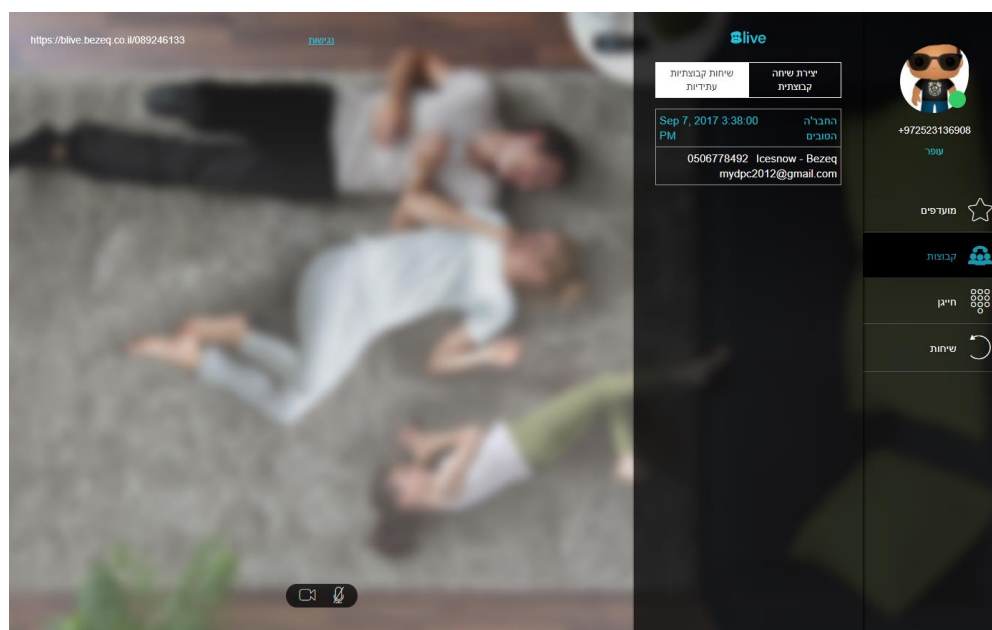 https://blive.bezeq.co.il/089246133
נגישות
Blive
יצירת שיחה
קבוצתית
שיחות קבוצתיות
עתידיות
החבר'ה
הטובים
Sep 7, 2017 3:38:00
PM
0506778492 Icesnow - Bezeq
mydpc2012@gmail.com
+972523136908
עופר
מועדפים
קבוצות
חייגן
שיחות